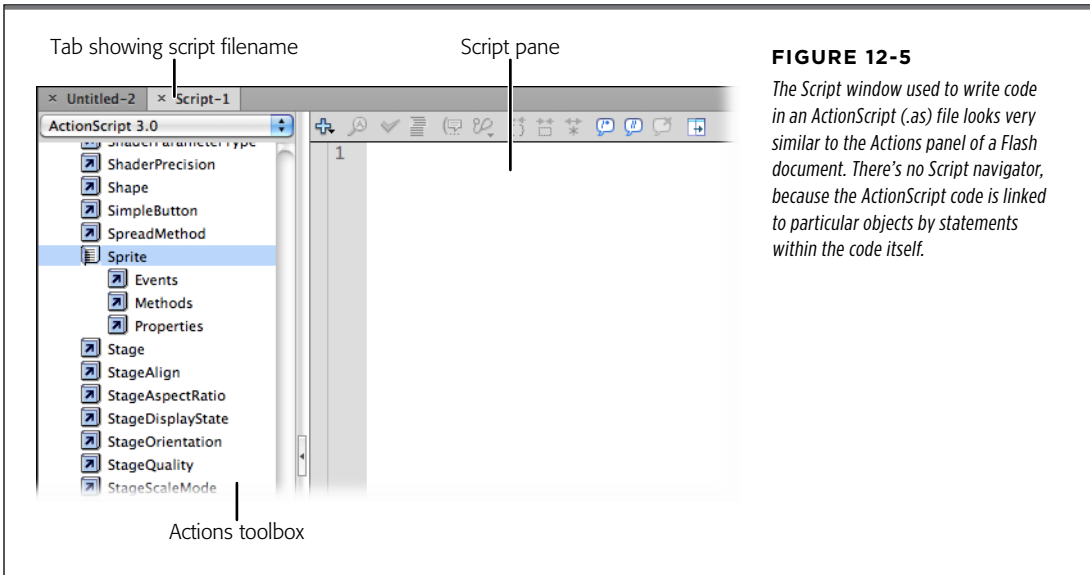 Tab showing script filename
Script pane
× Untitled-2
× Script-1
ActionScript 3.0
1
ShaderParameterType
ShaderPrecision
Shape
SimpleButton
SpreadMethod
Sprite
Events
Methods
Properties
Stage
StageAlign
StageAspectRatio
StageDisplayState
StageOrientation
StageQuality
StageScaleMode
Actions toolbox
FIGURE 12-5
The Script window used to write code
in an ActionScript (.as) file looks very
similar to the Actions panel of a Flash
document. There’s no Script navigator,
because the ActionScript code is linked
to particular objects by statements
within the code itself.